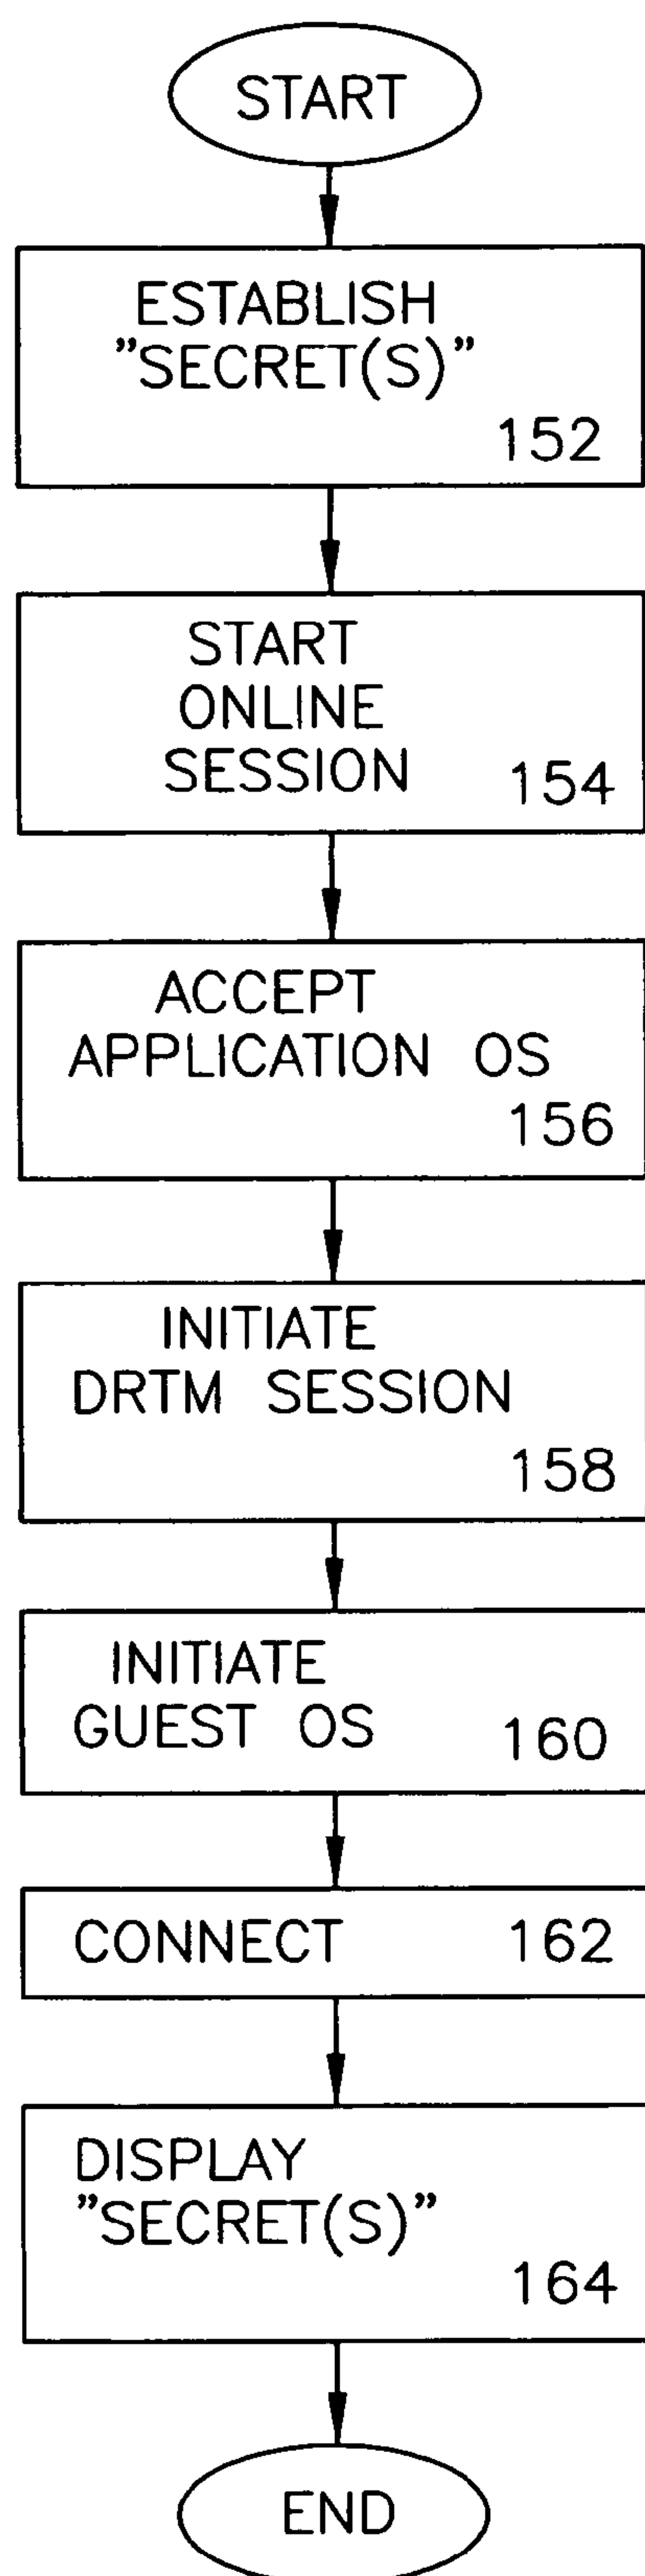 START
ESTABLISH
"SECRET(S)"
152
START
ONLINE
SESSION 154
ACCEPT
APPLICATION OS
156
INITIATE
DRTM SESSION
158
INITIATE
GUEST OS 160
CONNECT 162
DISPLAY
"SECRET(S)"
164
END